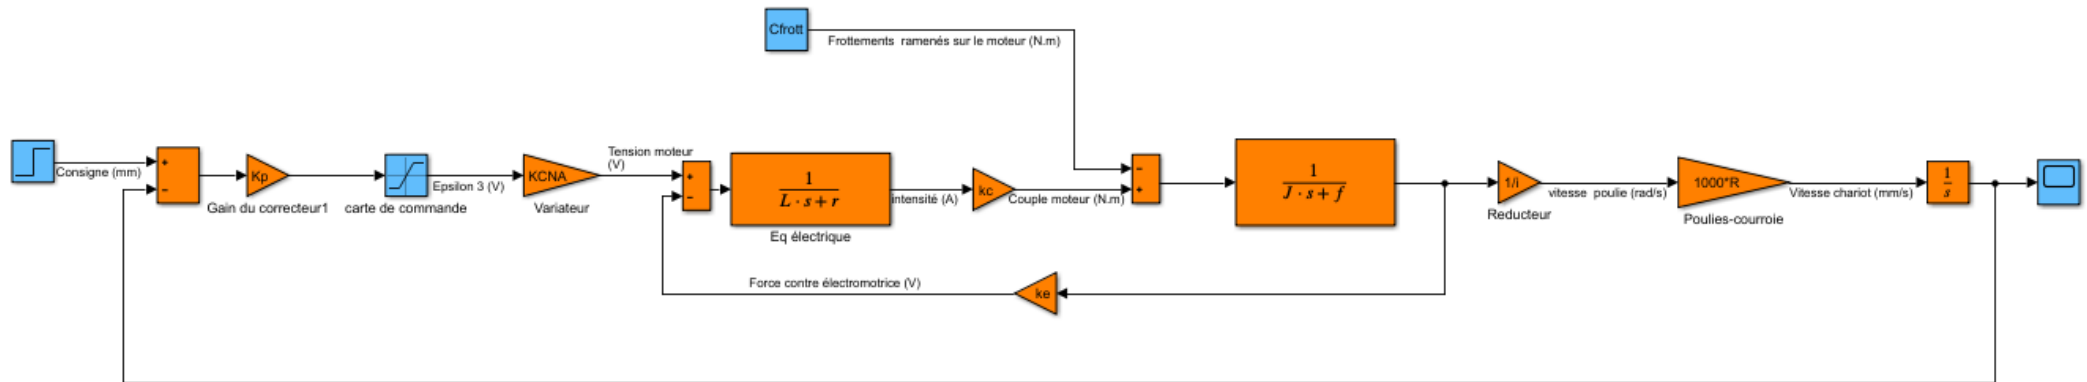 Cfrott
Frottements ramenés sur le moteur (N.m)
Consigne (mm)
+
−
Kp
Gain du correcteur1
carte de commande
Epsilon 3 (V)
KCNA
Variateur
Tension moteur
(V)
+
−
1
L · s + r
Eq électrique
intensité (A)
kc
Couple moteur (N.m)
−
+
1
J · s + f
1/i
Reducteur
vitesse poulie (rad/s)
1000*R
Poulies-courroie
Vitesse chariot (mm/s)
1
s
Force contre électromotrice (V)
ke